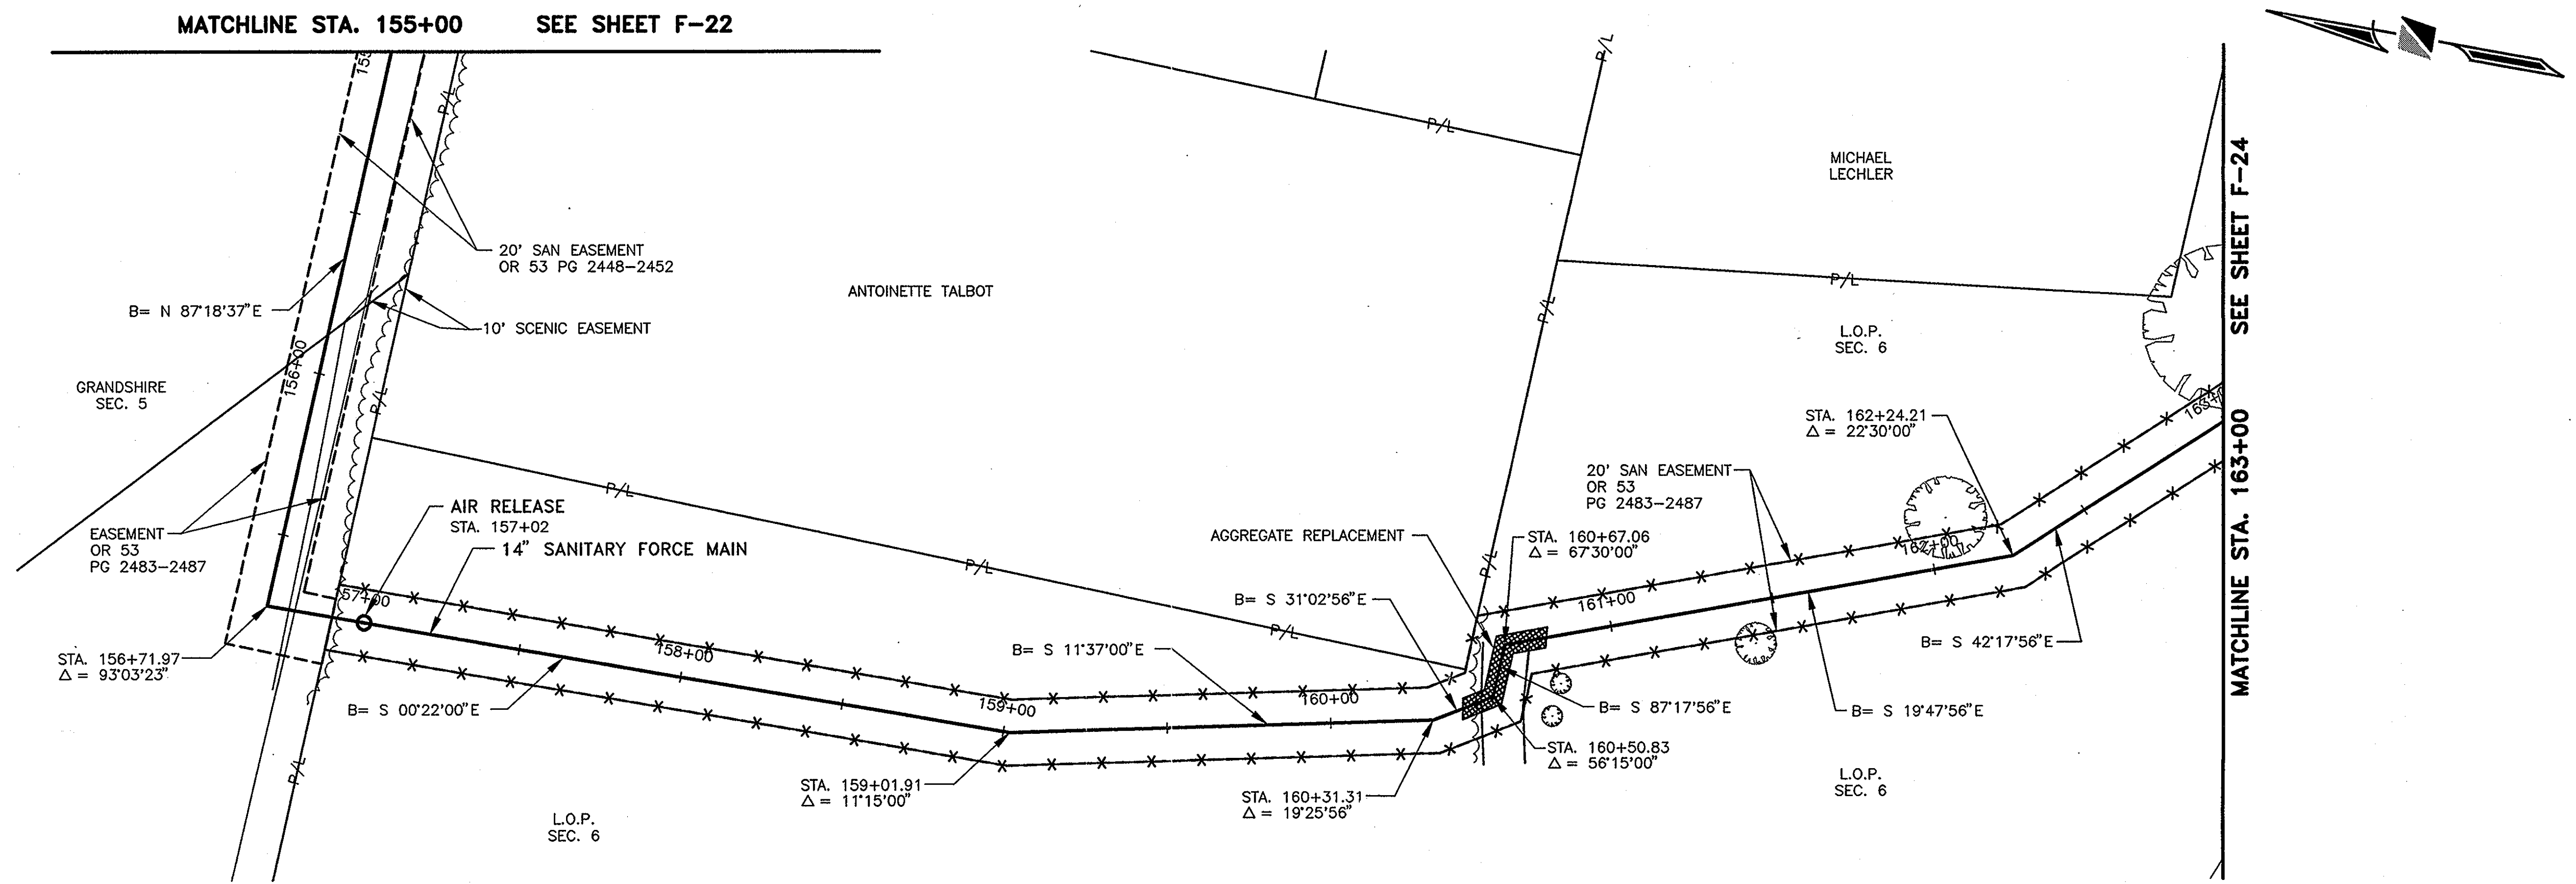 MATCHLINE STA. 155+00 SEE SHEET F-22
P/L
P/L
P/L
MICHAEL
LECHLER
20' SAN EASEMENT
OR 53 PG 2448-2452
B= N 87°18'37"E
10' SCENIC EASEMENT
ANTOINETTE TALBOT
P/L
P/L
L.O.P.
SEC. 6
156+00
GRANDSHIRE
SEC. 5
P/L
163+
STA. 162+24.21
Δ = 22°30'00"
20' SAN EASEMENT
OR 53
PG 2483-2487
P/L
AIR RELEASE
STA. 157+02
EASEMENT
OR 53
PG 2483-2487
14" SANITARY FORCE MAIN
AGGREGATE REPLACEMENT
STA. 160+67.06
Δ = 67°30'00"
162+00
P/L
P/L
157+00
B= S 31°02'56"E
161+00
P/L
158+00
B= S 11°37'00"E
B= S 42°17'56"E
STA. 156+71.97
Δ = 93°03'23"
B= S 00°22'00"E
159+00
160+00
B= S 87°17'56"E
B= S 19°47'56"E
STA. 160+50.83
Δ = 56°15'00"
P/L
STA. 159+01.91
Δ = 11°15'00"
STA. 160+31.31
Δ = 19°25'56"
L.O.P.
SEC. 6
L.O.P.
SEC. 6
MATCHLINE STA. 163+00 SEE SHEET F-24